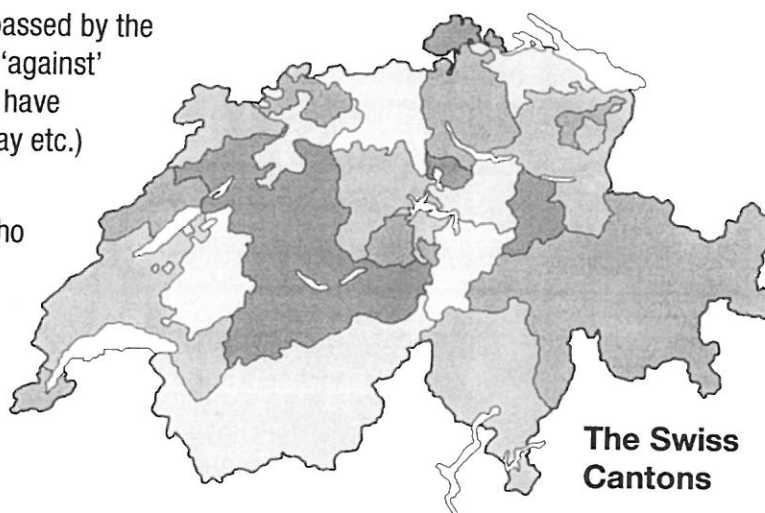 passed by the
‘against’
have
ay etc.)
ho
The Swiss
Cantons